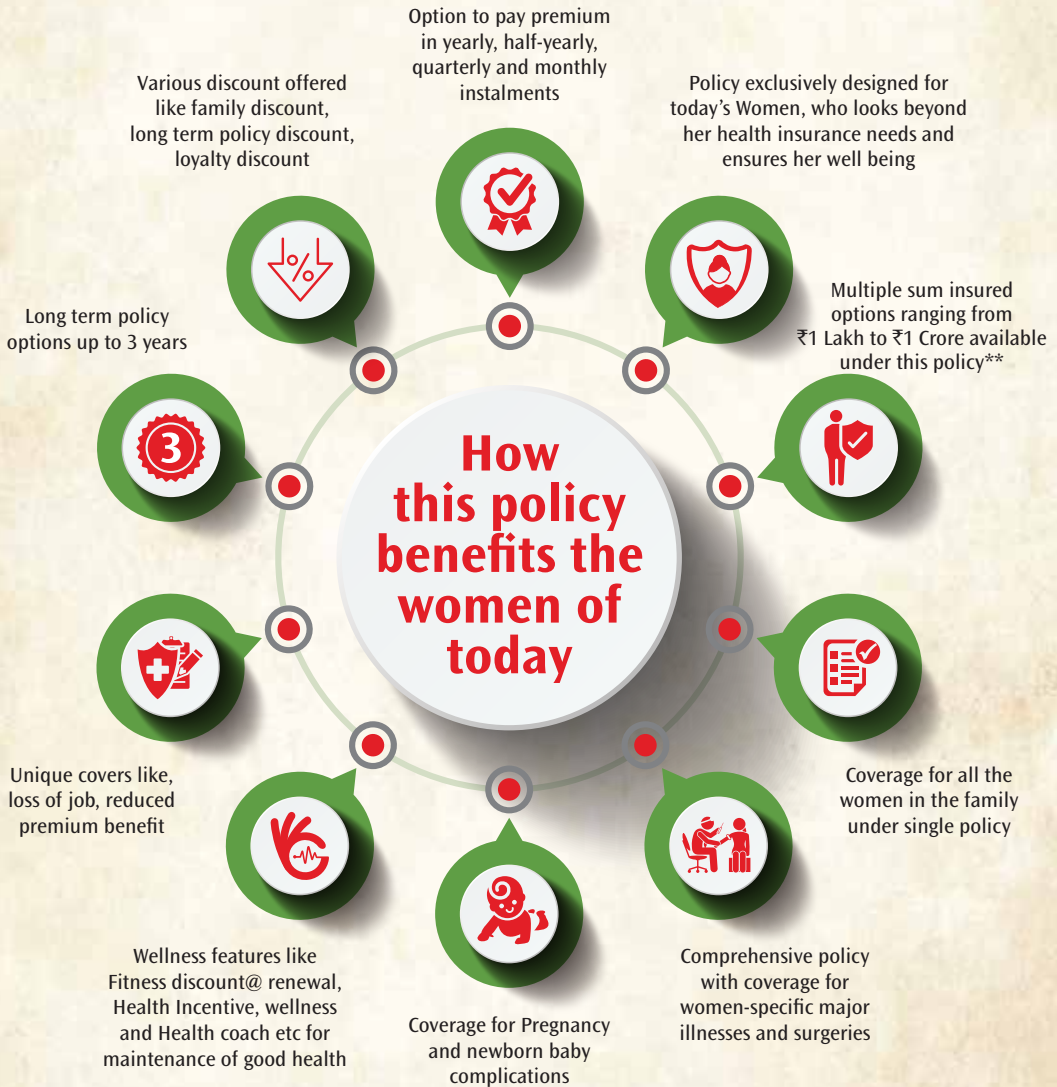 Option to pay premium
in yearly, half-yearly,
quarterly and monthly
instalments
Policy exclusively designed for
today's Women, who looks beyond
her health insurance needs and
ensures her well being
Multiple sum insured
options ranging from
₹1 Lakh to ₹1 Crore available
under this policy**
Coverage for all the
women in the family
under single policy
Comprehensive policy
with coverage for
women-specific major
illnesses and surgeries
Coverage for Pregnancy
and newborn baby
complications
Wellness features like
Fitness discount@ renewal,
Health Incentive, wellness
and Health coach etc for
maintenance of good health
Unique covers like,
loss of job, reduced
premium benefit
Long term policy
options up to 3 years
3
Various discount offered
like family discount,
long term policy discount,
loyalty discount
%
How
this policy
benefits the
women of
today